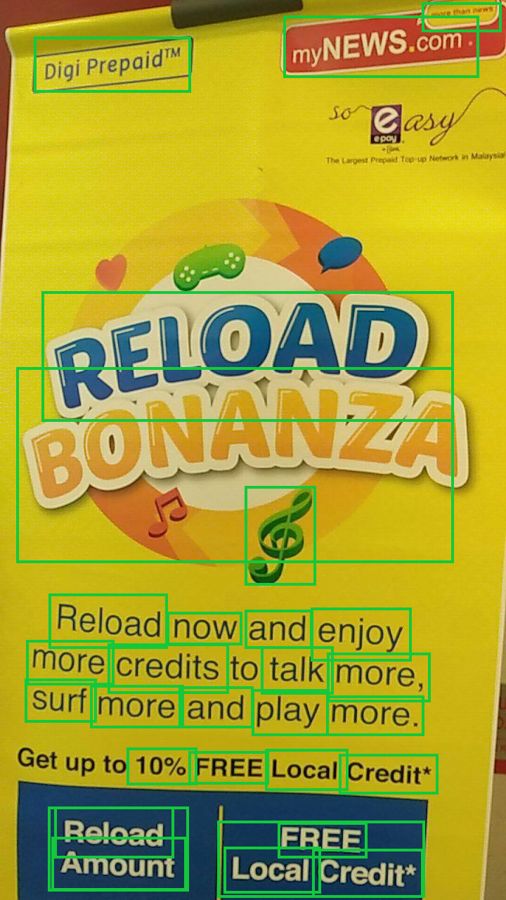 more than news
Digi Prepaid™
myNEWS.com
so easy
e-pay
The Largest Prepaid Top-up Network in Malaysia!
RELOAD
BONANZA
Reload now and enjoy
more credits to talk more,
surf more and play more.
Get up to 10% FREE Local Credit*
Reload
Amount
FREE
Local Credit*